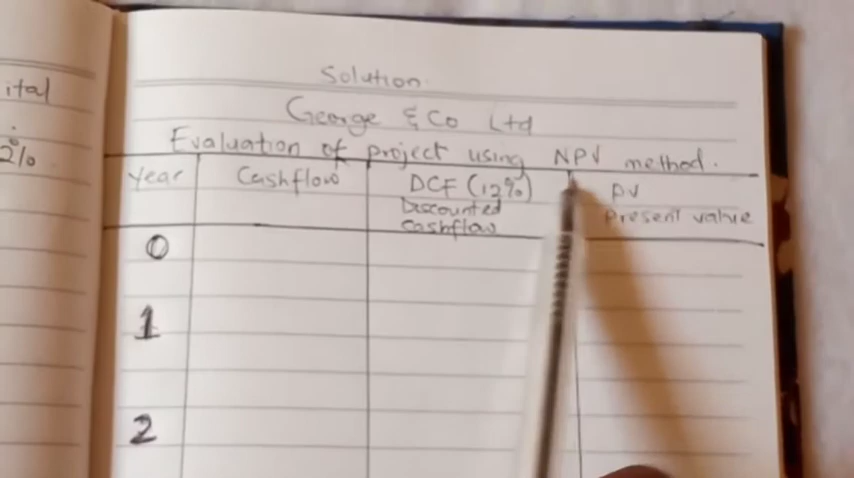 ital
2%
Solution.
George & Co Ltd
Evaluation of project using NPV method.
Year Cashflow DCF (12%) PV
Discounted Present value
Cashflow
0
1
2